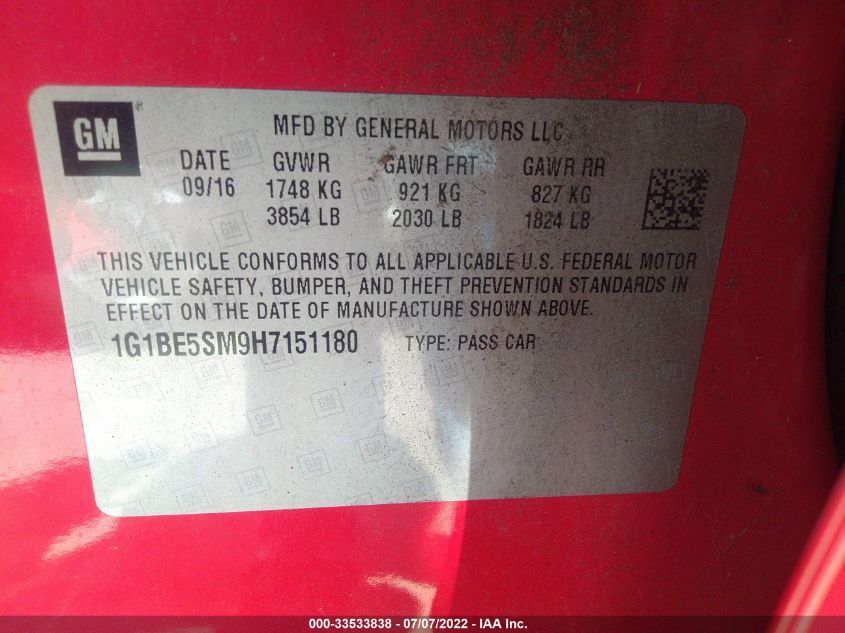 GM
MFD BY GENERAL MOTORS LLC
DATE GVWR GAWR FRT GAWR RR
09/16 1748 KG 921 KG 827 KG
3854 LB 2030 LB 1824 LB
THIS VEHICLE CONFORMS TO ALL APPLICABLE U.S. FEDERAL MOTOR
VEHICLE SAFETY, BUMPER, AND THEFT PREVENTION STANDARDS IN
EFFECT ON THE DATE OF MANUFACTURE SHOWN ABOVE.
1G1BE5SM9H7151180 TYPE: PASS CAR
000-33533838 - 07/07/2022 - IAA Inc.